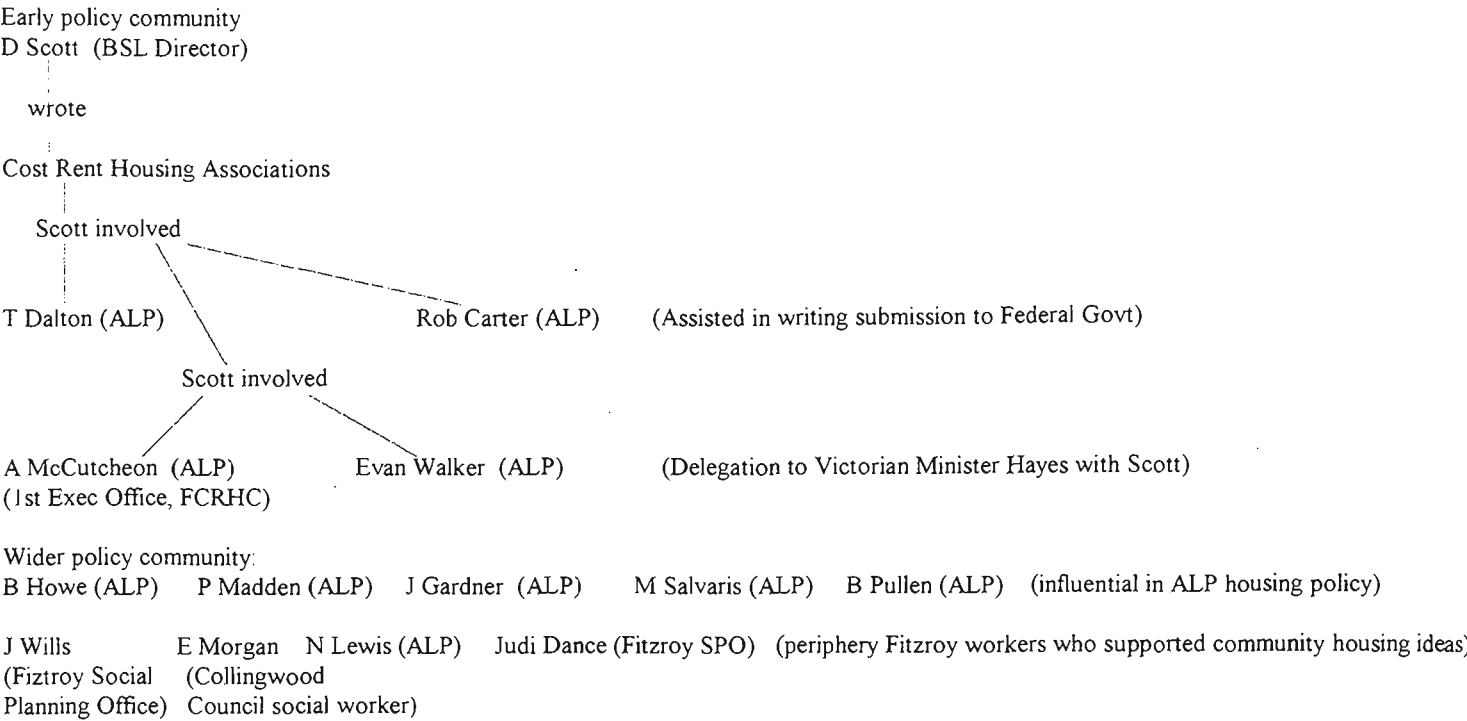 Early policy community
D Scott (BSL Director)
wrote
Cost Rent Housing Associations
Scott involved
T Dalton (ALP) Rob Carter (ALP) (Assisted in writing submission to Federal Govt)
Scott involved
A McCutcheon (ALP) Evan Walker (ALP) (Delegation to Victorian Minister Hayes with Scott)
(1st Exec Office, FCRHC)
Wider policy community:
B Howe (ALP) P Madden (ALP) J Gardner (ALP) M Salvaris (ALP) B Pullen (ALP) (influential in ALP housing policy)
J Wills E Morgan N Lewis (ALP) Judi Dance (Fitzroy SPO) (periphery Fitzroy workers who supported community housing ideas)
(Fiztroy Social (Collingwood
Planning Office) Council social worker)